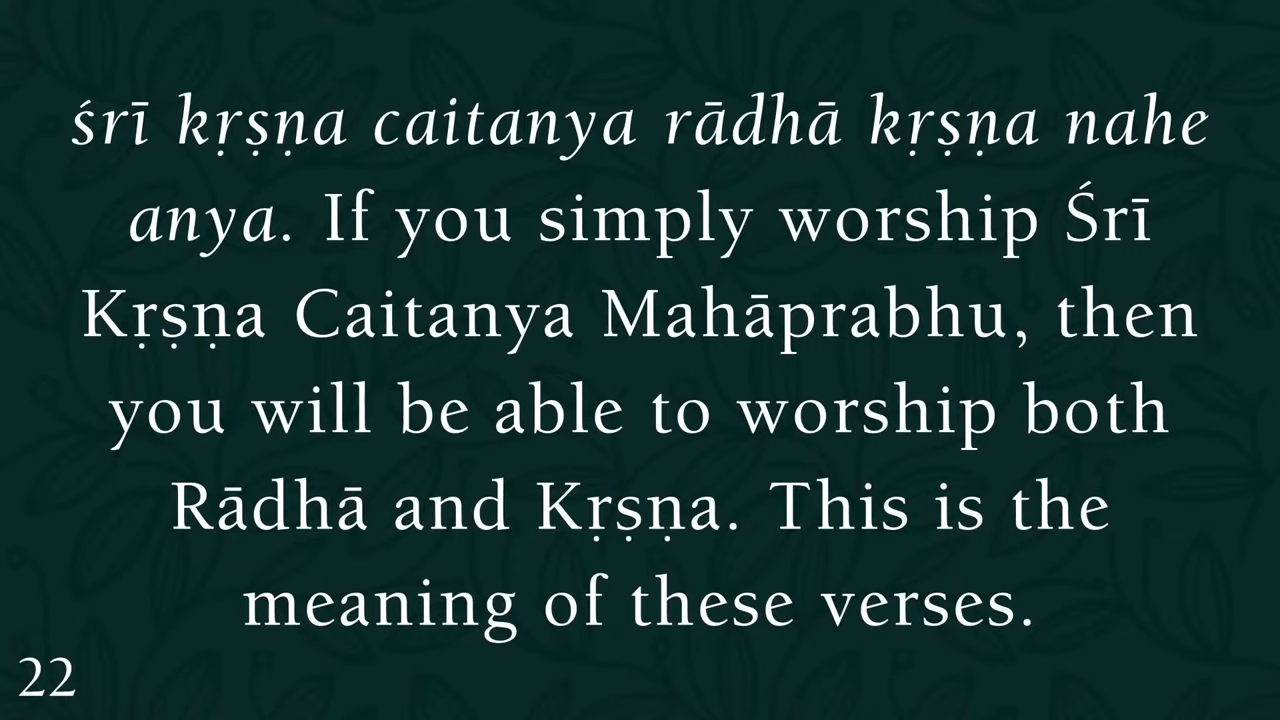 śrī kṛṣṇa caitanya rādhā kṛṣṇa nahe
anya. If you simply worship Śrī
Kṛṣṇa Caitanya Mahāprabhu, then
you will be able to worship both
Rādhā and Kṛṣṇa. This is the
meaning of these verses.
22